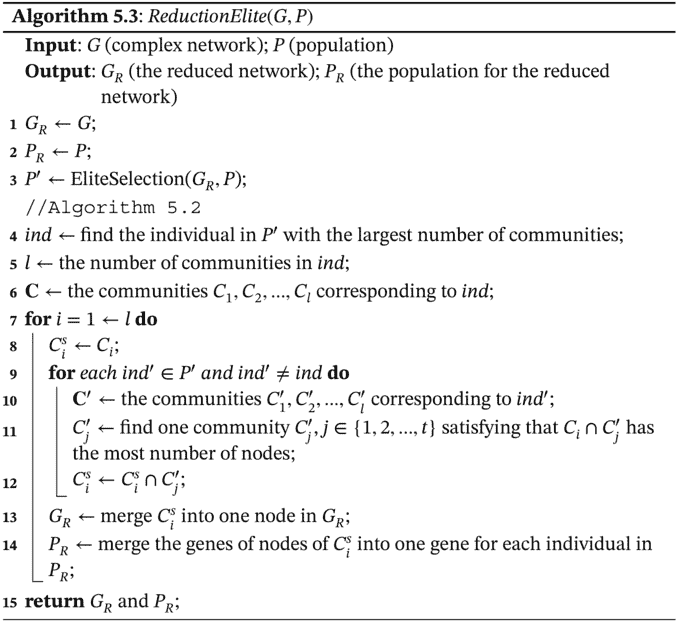 Algorithm 5.3: ReductionElite(G, P)
Input: G (complex network); P (population)
Output: G_R (the reduced network); P_R (the population for the reduced
network)
1 G_R ← G;
2 P_R ← P;
3 P′ ← EliteSelection(G_R, P);
//Algorithm 5.2
4 ind ← find the individual in P′ with the largest number of communities;
5 l ← the number of communities in ind;
6 C ← the communities C_1, C_2, ..., C_l corresponding to ind;
7 for i = 1 ← l do
8 C_i^s ← C_i;
9 for each ind′ ∈ P′ and ind′ ≠ ind do
10 C′ ← the communities C′_1, C′_2, ..., C′_l corresponding to ind′;
11 C′_j ← find one community C′_j, j ∈ {1, 2, ..., t} satisfying that C_i ∩ C′_j has
the most number of nodes;
12 C_i^s ← C_i^s ∩ C′_j;
13 G_R ← merge C_i^s into one node in G_R;
14 P_R ← merge the genes of nodes of C_i^s into one gene for each individual in
P_R;
15 return G_R and P_R;